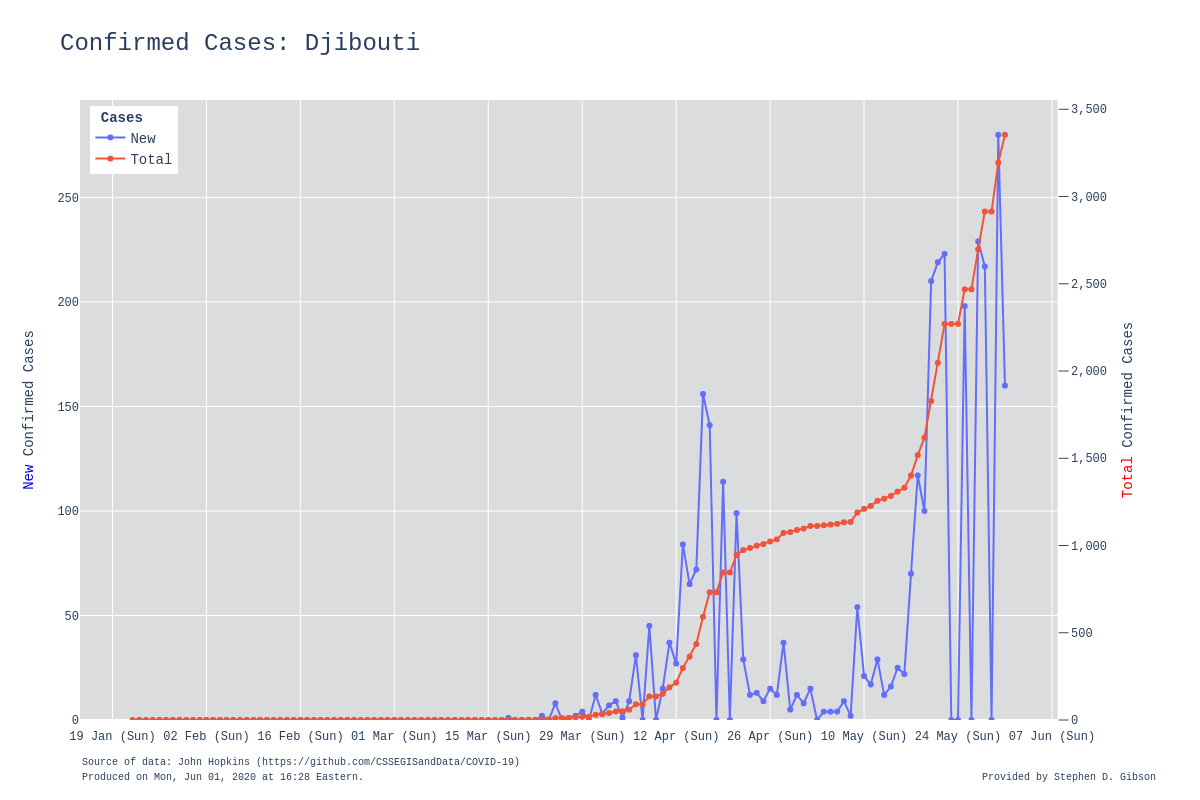 Confirmed Cases: Djibouti
Cases
New
Total
250
200
150
100
50
0
3,500
3,000
2,500
2,000
1,500
1,000
500
0
New Confirmed Cases
Total Confirmed Cases
19 Jan (Sun) 02 Feb (Sun) 16 Feb (Sun) 01 Mar (Sun) 15 Mar (Sun) 29 Mar (Sun) 12 Apr (Sun) 26 Apr (Sun) 10 May (Sun) 24 May (Sun) 07 Jun (Sun)
Source of data: John Hopkins (https://github.com/CSSEGISandData/COVID-19)
Produced on Mon, Jun 01, 2020 at 16:28 Eastern.
Provided by Stephen D. Gibson